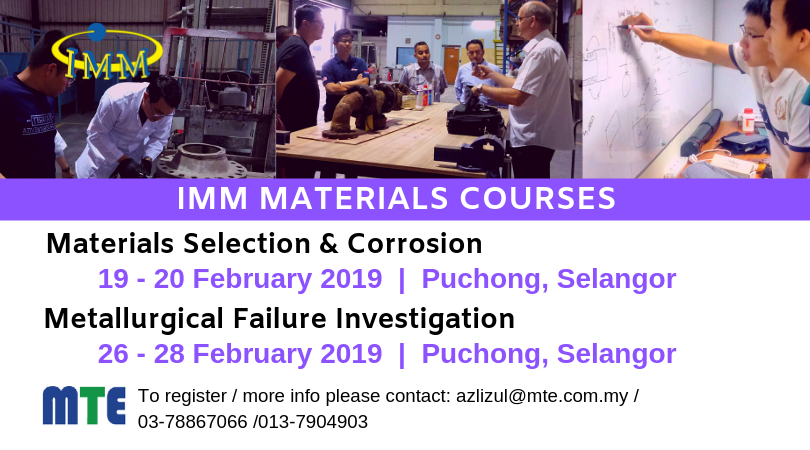 IMM
IMM MATERIALS COURSES
Materials Selection & Corrosion
19 - 20 February 2019 | Puchong, Selangor
Metallurgical Failure Investigation
26 - 28 February 2019 | Puchong, Selangor
MTE
To register / more info please contact: azlizul@mte.com.my /
03-78867066 /013-7904903